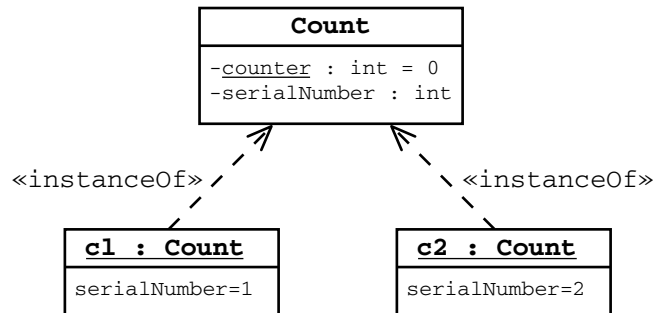 Count
-counter : int = 0
-serialNumber : int
«instanceOf» «instanceOf»
c1 : Count c2 : Count
serialNumber=1 serialNumber=2